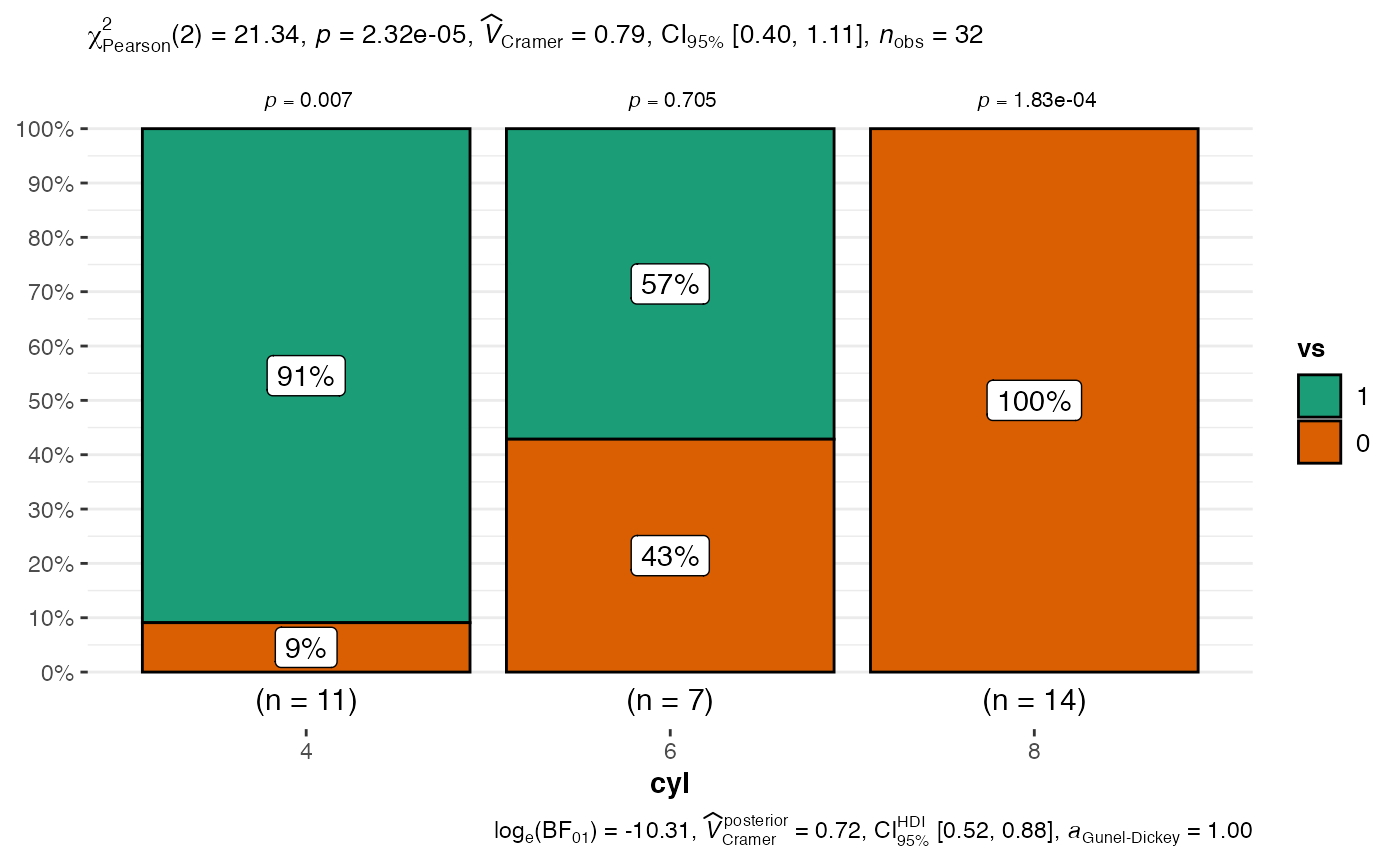 χ²Pearson(2) = 21.34, p = 2.32e-05, V̂Cramer = 0.79, CI95% [0.40, 1.11], nobs = 32
p = 0.007 p = 0.705 p = 1.83e-04
100%
90%
80%
70%
60%
50%
40%
30%
20%
10%
0%
57%
91%
100%
43%
9%
vs
1
0
(n = 11) (n = 7) (n = 14)
4 6 8
cyl
loge(BF01) = -10.31, V̂posteriorCramer = 0.72, CIHDI95% [0.52, 0.88], aGunel-Dickey = 1.00